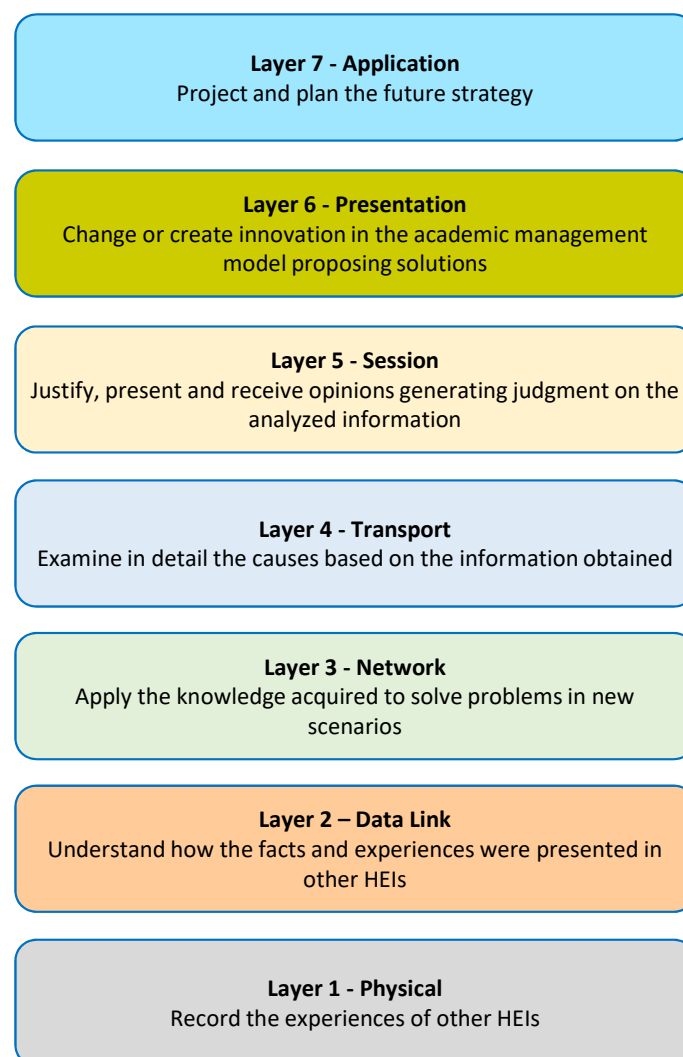 Layer 7 - Application
Project and plan the future strategy
Layer 6 - Presentation
Change or create innovation in the academic management
model proposing solutions
Layer 5 - Session
Justify, present and receive opinions generating judgment on the
analyzed information
Layer 4 - Transport
Examine in detail the causes based on the information obtained
Layer 3 - Network
Apply the knowledge acquired to solve problems in new
scenarios
Layer 2 – Data Link
Understand how the facts and experiences were presented in
other HEIs
Layer 1 - Physical
Record the experiences of other HEIs